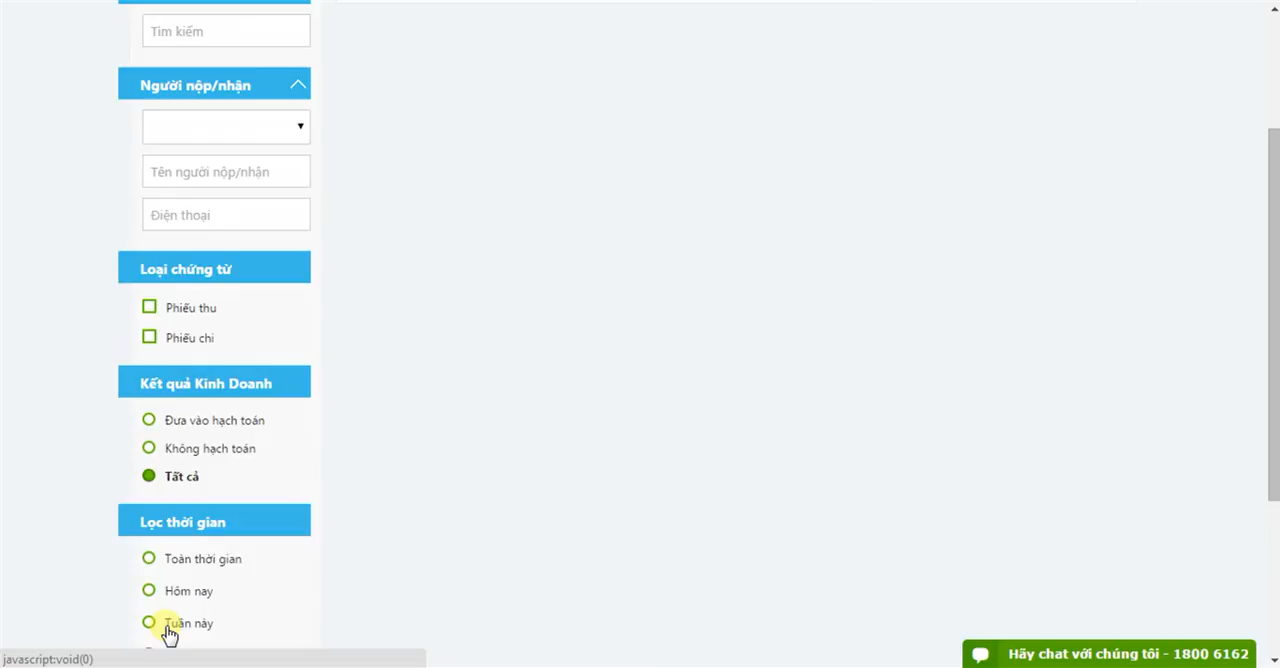 Tìm kiếm
Người nộp/nhận
Tên người nộp/nhận
Điện thoại
Loại chứng từ
Phiếu thu
Phiếu chi
Kết quả Kinh Doanh
Đưa vào hạch toán
Không hạch toán
Tất cả
Lọc thời gian
Toàn thời gian
Hôm nay
Tuần này
javascript:void(0)
Hãy chat với chúng tôi - 1800 6162